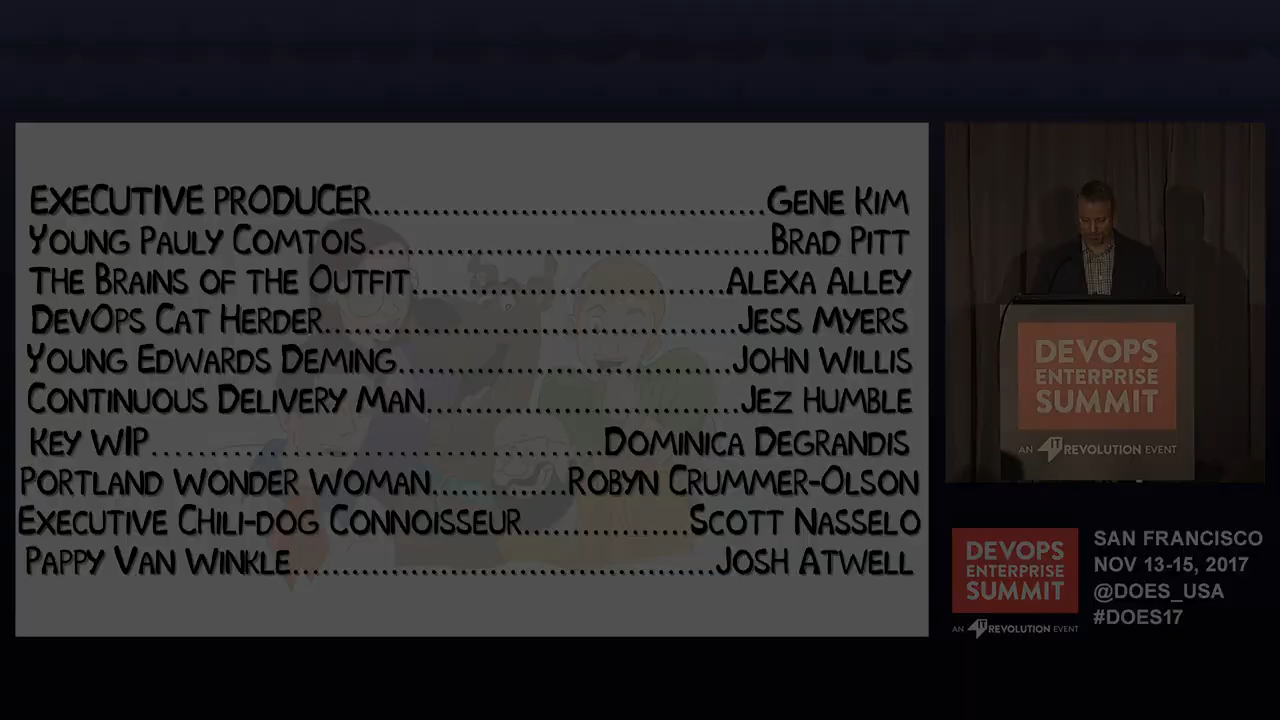 EXECUTIVE PRODUCER........................................GENE KIM
YOUNG PAULY COMTOIS.........................................BRAD PITT
THE BRAINS OF THE OUTFIT................................ALEXA ALLEY
DEVOPS CAT HERDER..........................................JESS MYERS
YOUNG EDWARDS DEMING..................................JOHN WILLIS
CONTINUOUS DELIVERY MAN................................JEZ HUMBLE
KEY WIP..............................................DOMINICA DEGRANDIS
PORTLAND WONDER WOMAN.............ROBYN CRUMMER-OLSON
EXECUTIVE CHILI-DOG CONNOISSEUR................SCOTT NASSELO
PAPPY VAN WINKLE..........................................JOSH ATWELL
DEVOPS
ENTERPRISE
SUMMIT
AN IT REVOLUTION EVENT
DEVOPS
ENTERPRISE
SUMMIT
AN IT REVOLUTION EVENT
SAN FRANCISCO
NOV 13-15, 2017
@DOES_USA
#DOES17